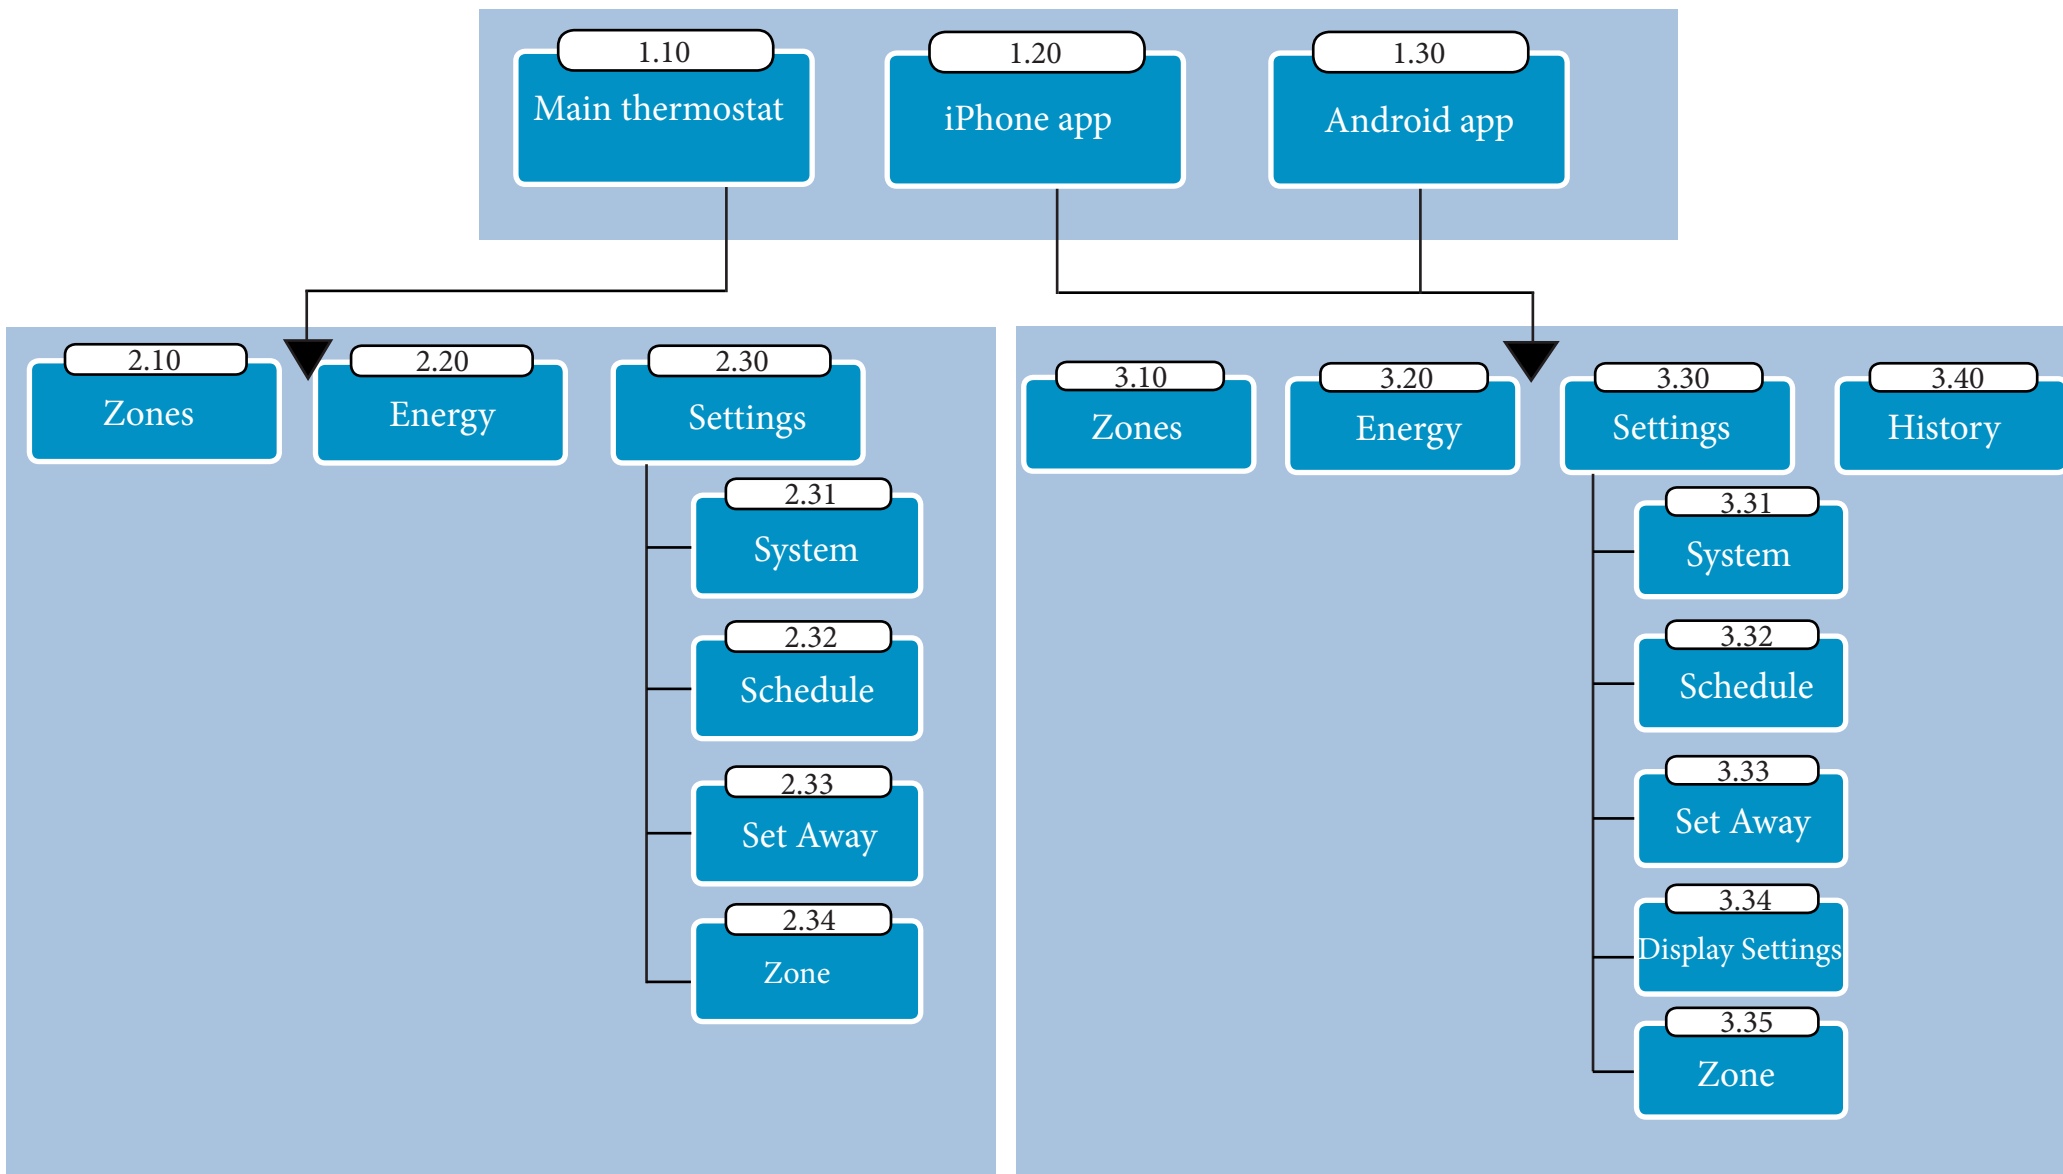 1.10
Main thermostat
1.20
iPhone app
1.30
Android app
2.10
Zones
2.20
Energy
2.30
Settings
2.31
System
2.32
Schedule
2.33
Set Away
2.34
Zone
3.10
Zones
3.20
Energy
3.30
Settings
3.40
History
3.31
System
3.32
Schedule
3.33
Set Away
3.34
Display Settings
3.35
Zone